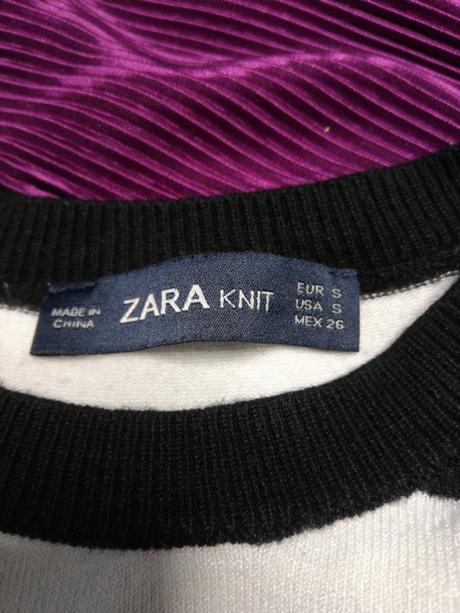 MADE IN
CHINA
ZARA KNIT
EUR S
USA S
MEX 26